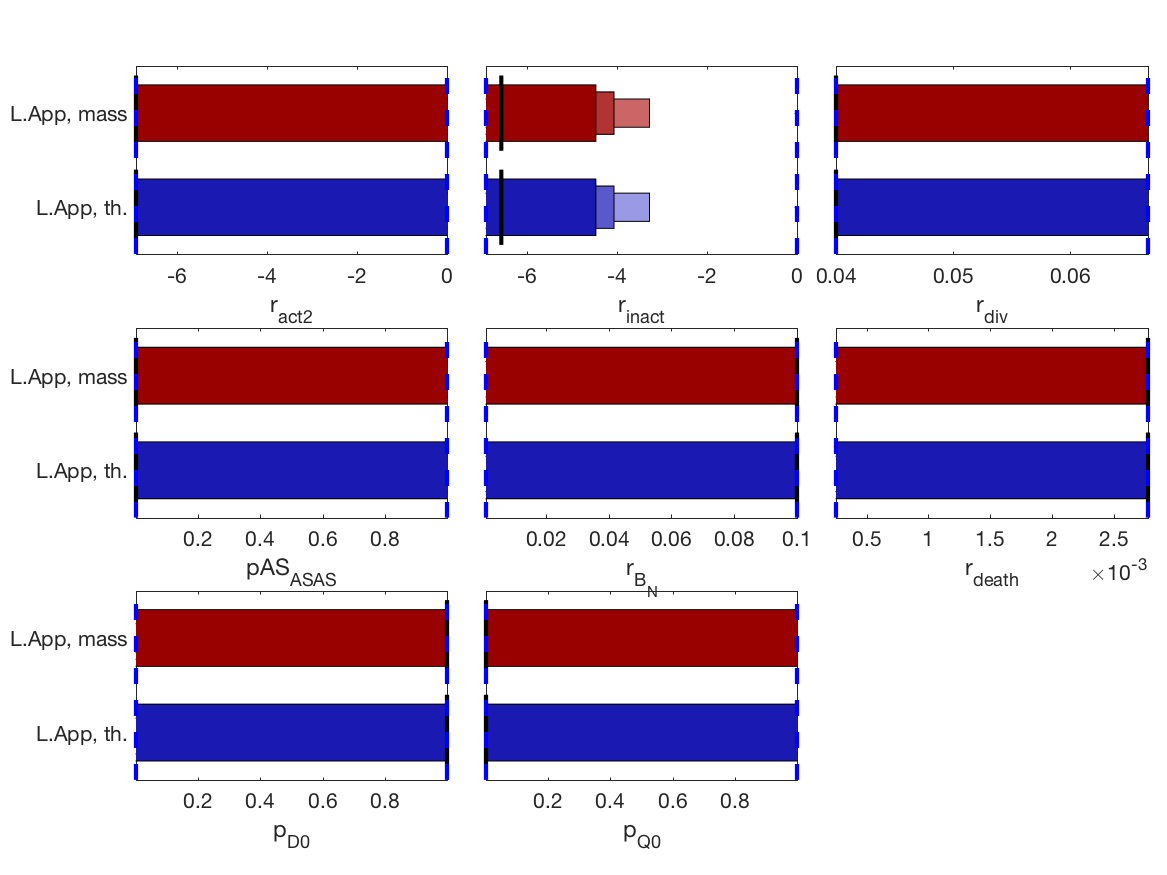 L.App, mass
L.App, th.
-6 -4 -2 0
r_act2
-6 -4 -2 0
r_inact
0.04 0.05 0.06
r_div
L.App, mass
L.App, th.
0.2 0.4 0.6 0.8
pAS_ASAS
0.02 0.04 0.06 0.08 0.1
r_B_N
0.5 1 1.5 2 2.5
×10^-3
r_death
L.App, mass
L.App, th.
0.2 0.4 0.6 0.8
p_D0
0.2 0.4 0.6 0.8
p_Q0